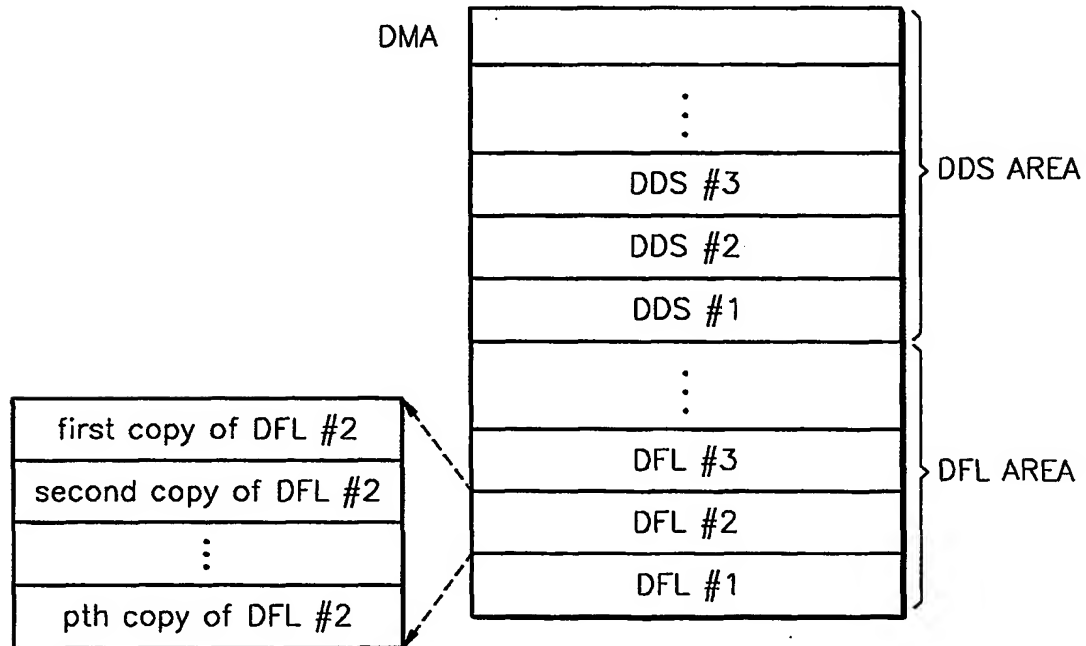 DMA
⋮
DDS #3
DDS #2
DDS #1
DDS AREA
⋮
DFL #3
DFL #2
DFL #1
DFL AREA
first copy of DFL #2
second copy of DFL #2
⋮
pth copy of DFL #2